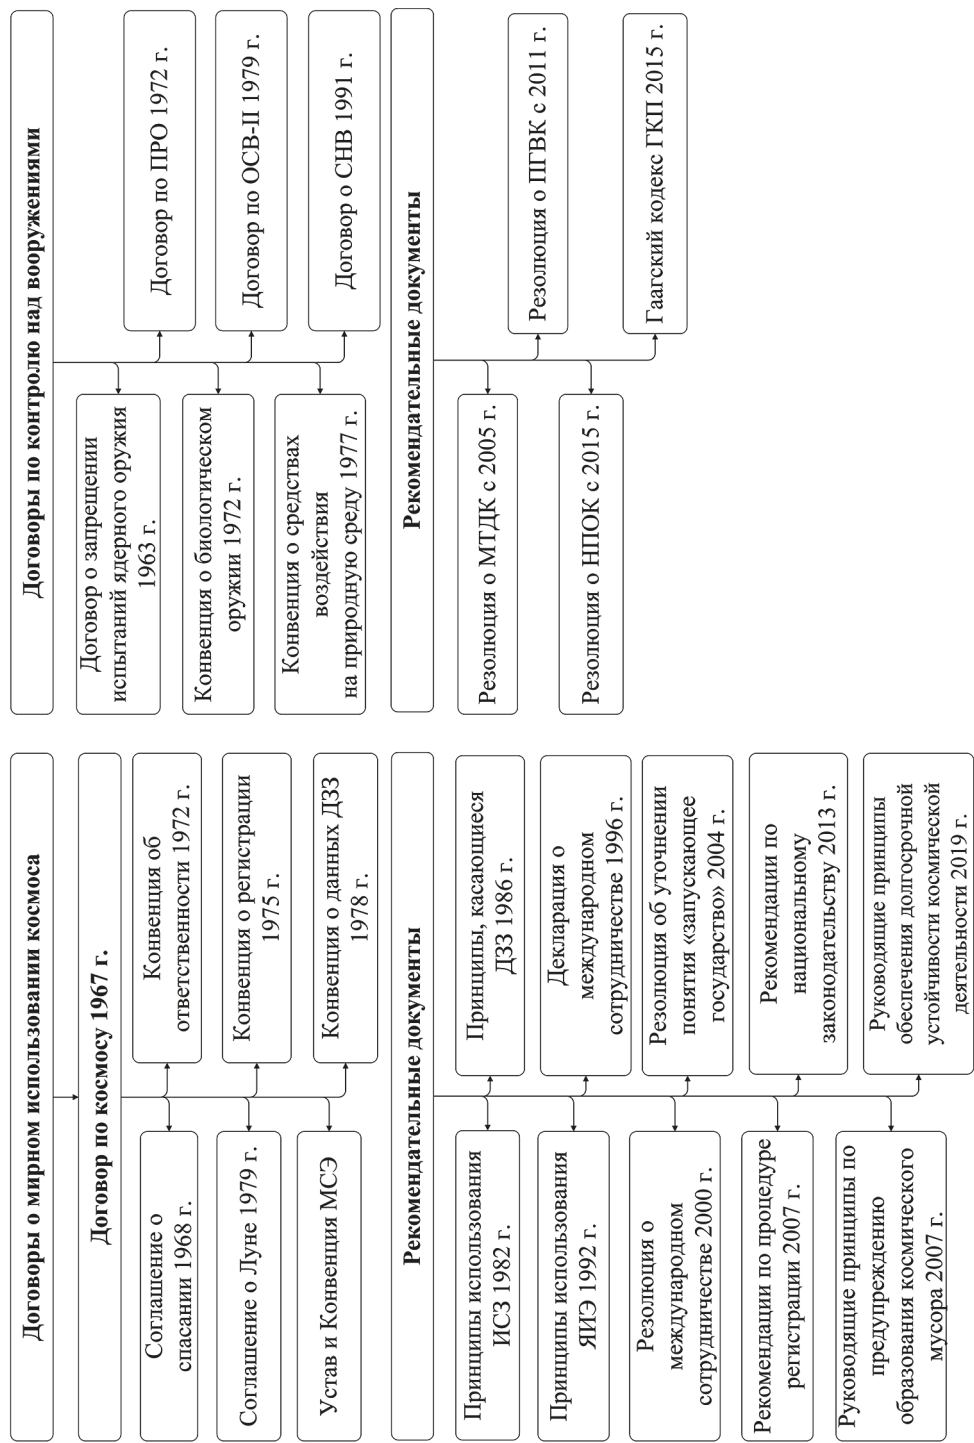 Договоры о мирном использовании космоса
Договор по космосу 1967 г.
Соглашение о
спасании 1968 г.
Конвенция об
ответственности 1972 г.
Соглашение о Луне 1979 г.
Конвенция о регистрации
1975 г.
Устав и Конвенция МСЭ
Конвенция о данных ДЗЗ
1978 г.
Рекомендательные документы
Принципы использования
ИСЗ 1982 г.
Принципы, касающиеся
ДЗЗ 1986 г.
Принципы использования
ЯИЭ 1992 г.
Декларация о
международном
сотрудничестве 1996 г.
Резолюция о
международном
сотрудничестве 2000 г.
Резолюция об уточнении
понятия «запускающее
государство» 2004 г.
Рекомендации по процедуре
регистрации 2007 г.
Рекомендации по
национальному
законодательству 2013 г.
Руководящие принципы по
предупреждению
образования космического
мусора 2007 г.
Руководящие принципы
обеспечения долгосрочной
устойчивости космической
деятельности 2019 г.
Договоры по контролю над вооружениями
Договор о запрещении
испытаний ядерного оружия
1963 г.
Договор по ПРО 1972 г.
Конвенция о биологическом
оружии 1972 г.
Договор по ОСВ-II 1979 г.
Конвенция о средствах
воздействия
на природную среду 1977 г.
Договор о СНВ 1991 г.
Рекомендательные документы
Резолюция о МТДК с 2005 г.
Резолюция о ПГВК с 2011 г.
Резолюция о НПОК с 2015 г.
Гаагский кодекс ГКП 2015 г.